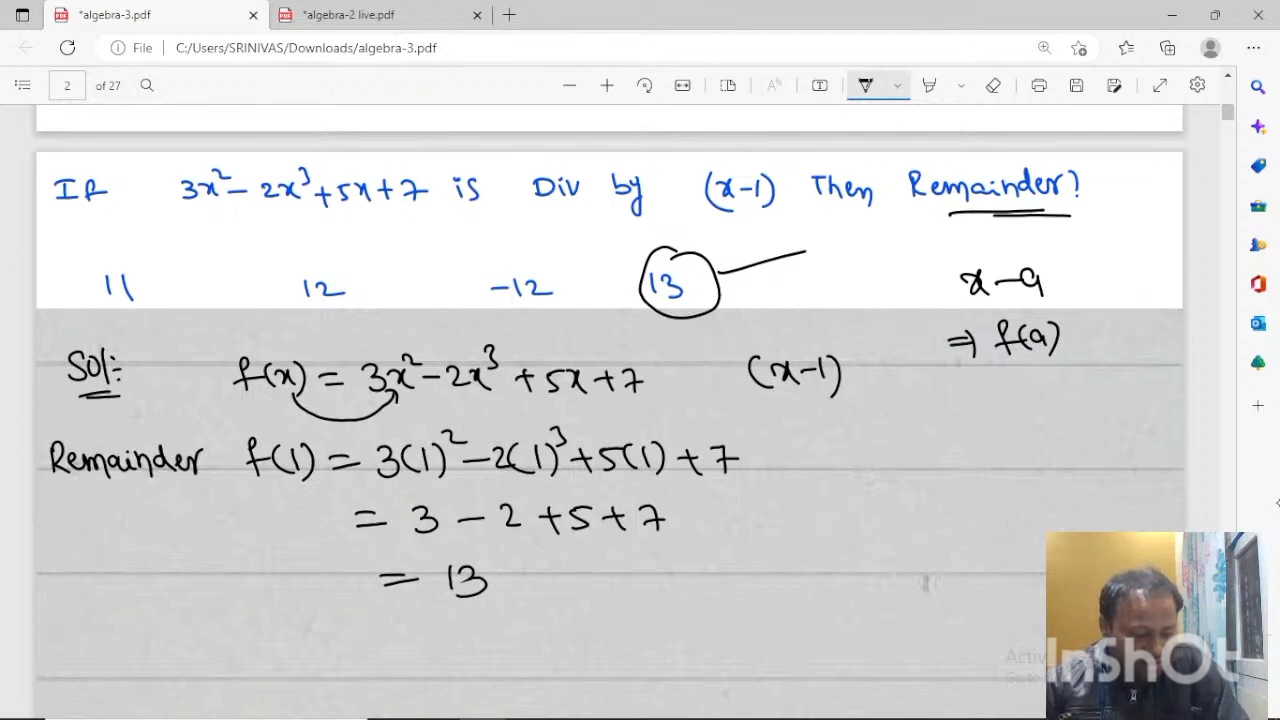 *algebra-3.pdf
*algebra-2 live.pdf
File C:/Users/SRINIVAS/Downloads/algebra-3.pdf
2 of 27
If 3x² - 2x³ + 5x + 7 is Div by (x-1) Then Remainder?
11 12 -12 13
x-a
⇒ f(a)
Sol:- f(x) = 3x² - 2x³ + 5x + 7 (x-1)
Remainder f(1) = 3(1)² - 2(1)³ + 5(1) + 7
= 3 - 2 + 5 + 7
= 13
InShOt